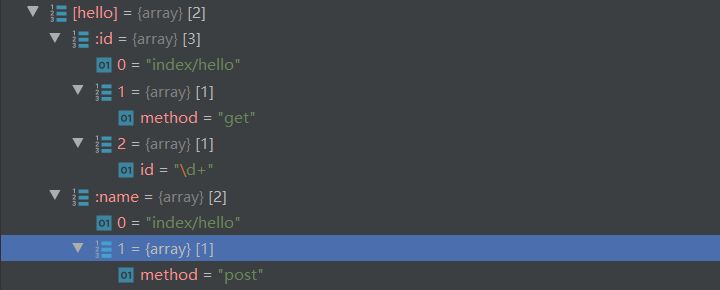 [hello] = {array} [2]
:id = {array} [3]
0 = "index/hello"
1 = {array} [1]
method = "get"
2 = {array} [1]
id = "\d+"
:name = {array} [2]
0 = "index/hello"
1 = {array} [1]
method = "post"